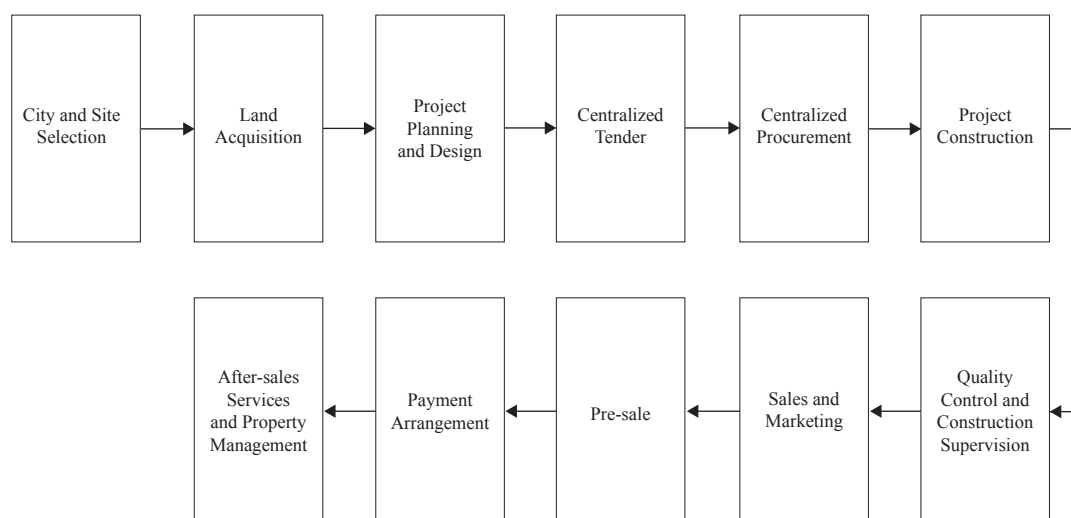 City and Site
Selection
Land
Acquisition
Project
Planning
and Design
Centralized
Tender
Centralized
Procurement
Project
Construction
Quality
Control and
Construction
Supervision
Sales and
Marketing
Pre-sale
Payment
Arrangement
After-sales
Services
and Property
Management